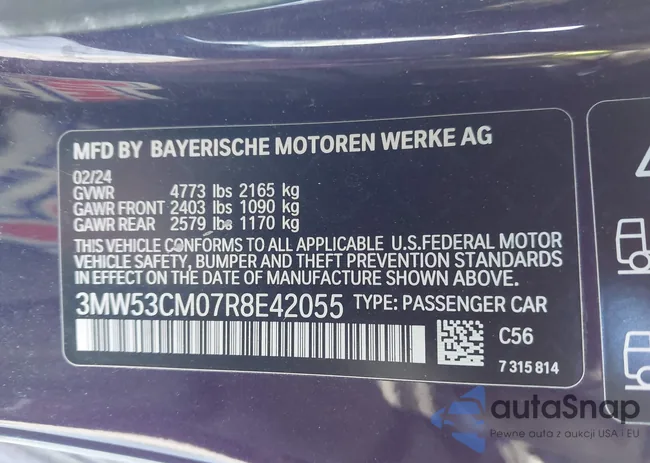 MFD BY BAYERISCHE MOTOREN WERKE AG
02/24
GVWR 4773 lbs 2165 kg
GAWR FRONT 2403 lbs 1090 kg
GAWR REAR 2579 lbs 1170 kg
THIS VEHICLE CONFORMS TO ALL APPLICABLE U.S.FEDERAL MOTOR
VEHICLE SAFETY, BUMPER AND THEFT PREVENTION STANDARDS
IN EFFECT ON THE DATE OF MANUFACTURE SHOWN ABOVE.
3MW53CM07R8E42055 TYPE: PASSENGER CAR
C56
7 315 814
autaSnap
Pewne auta z aukcji USA i EU